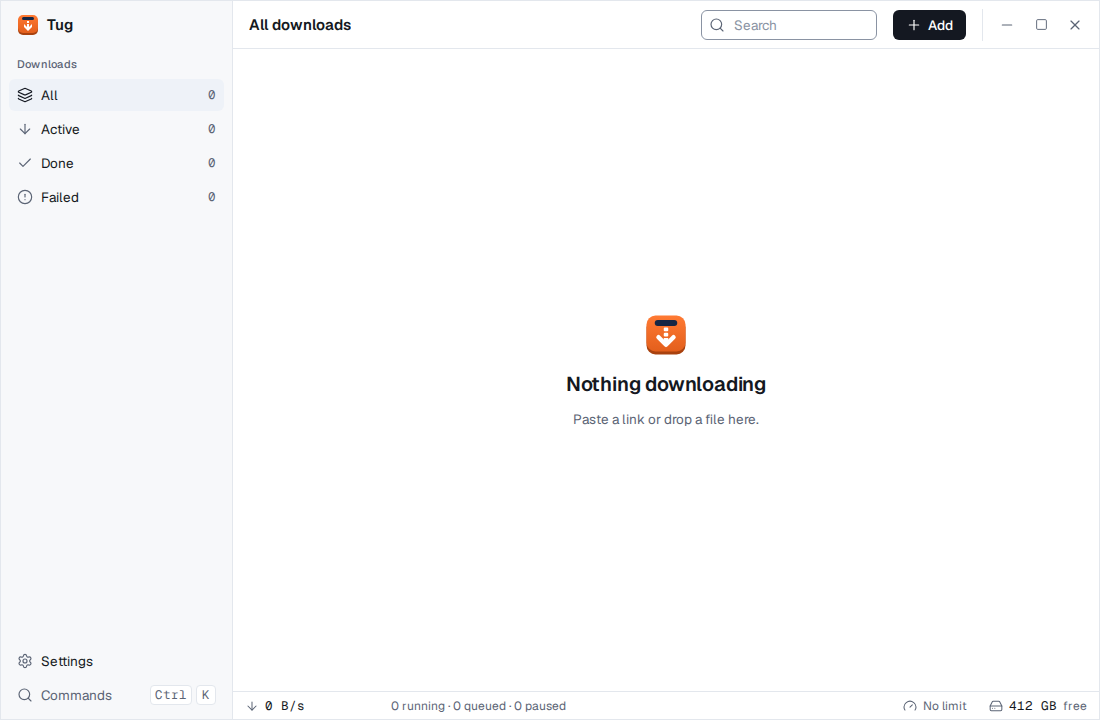 Tug
All downloads
Search
Add
Downloads
All 0
Active 0
Done 0
Failed 0
Nothing downloading
Paste a link or drop a file here.
Settings
Commands Ctrl K
0 B/s
0 running · 0 queued · 0 paused
No limit
412 GB free